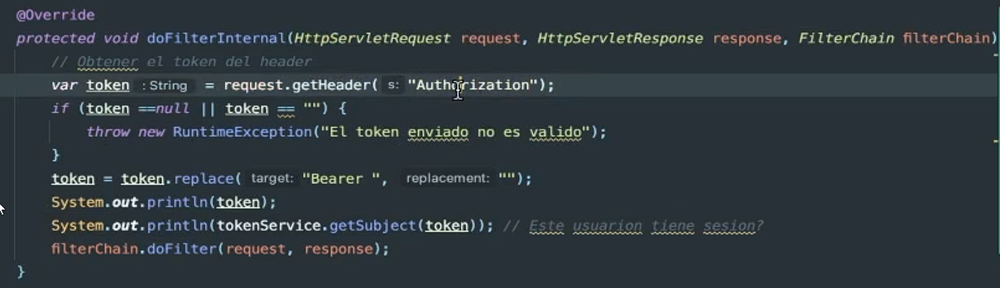 @Override
protected void doFilterInternal(HttpServletRequest request, HttpServletResponse response, FilterChain filterChain)
// Obtener el token del header
var token : String = request.getHeader( s: "Authorization");
if (token ==null || token == "") {
throw new RuntimeException("El token enviado no es valido");
}
token = token.replace( target: "Bearer ", replacement: "");
System.out.println(token);
System.out.println(tokenService.getSubject(token)); // Este usuarion tiene sesion?
filterChain.doFilter(request, response);
}